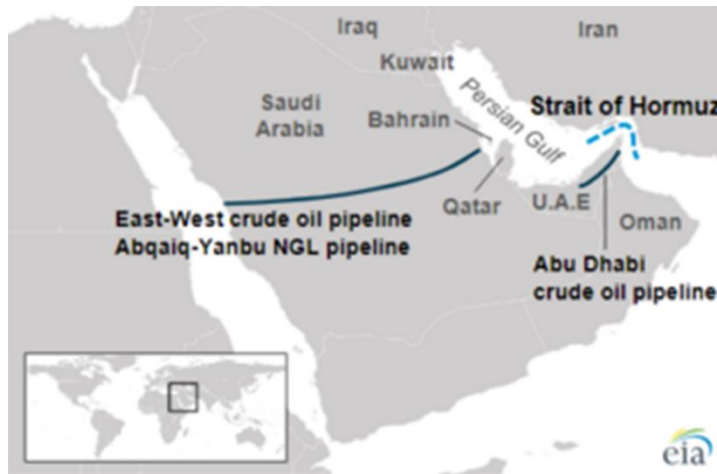 Iraq
Iran
Kuwait
Persian Gulf
Strait of Hormuz
Saudi
Arabia
Bahrain
Qatar
U.A.E
Oman
East-West crude oil pipeline
Abqaiq-Yanbu NGL pipeline
Abu Dhabi
crude oil pipeline
eia